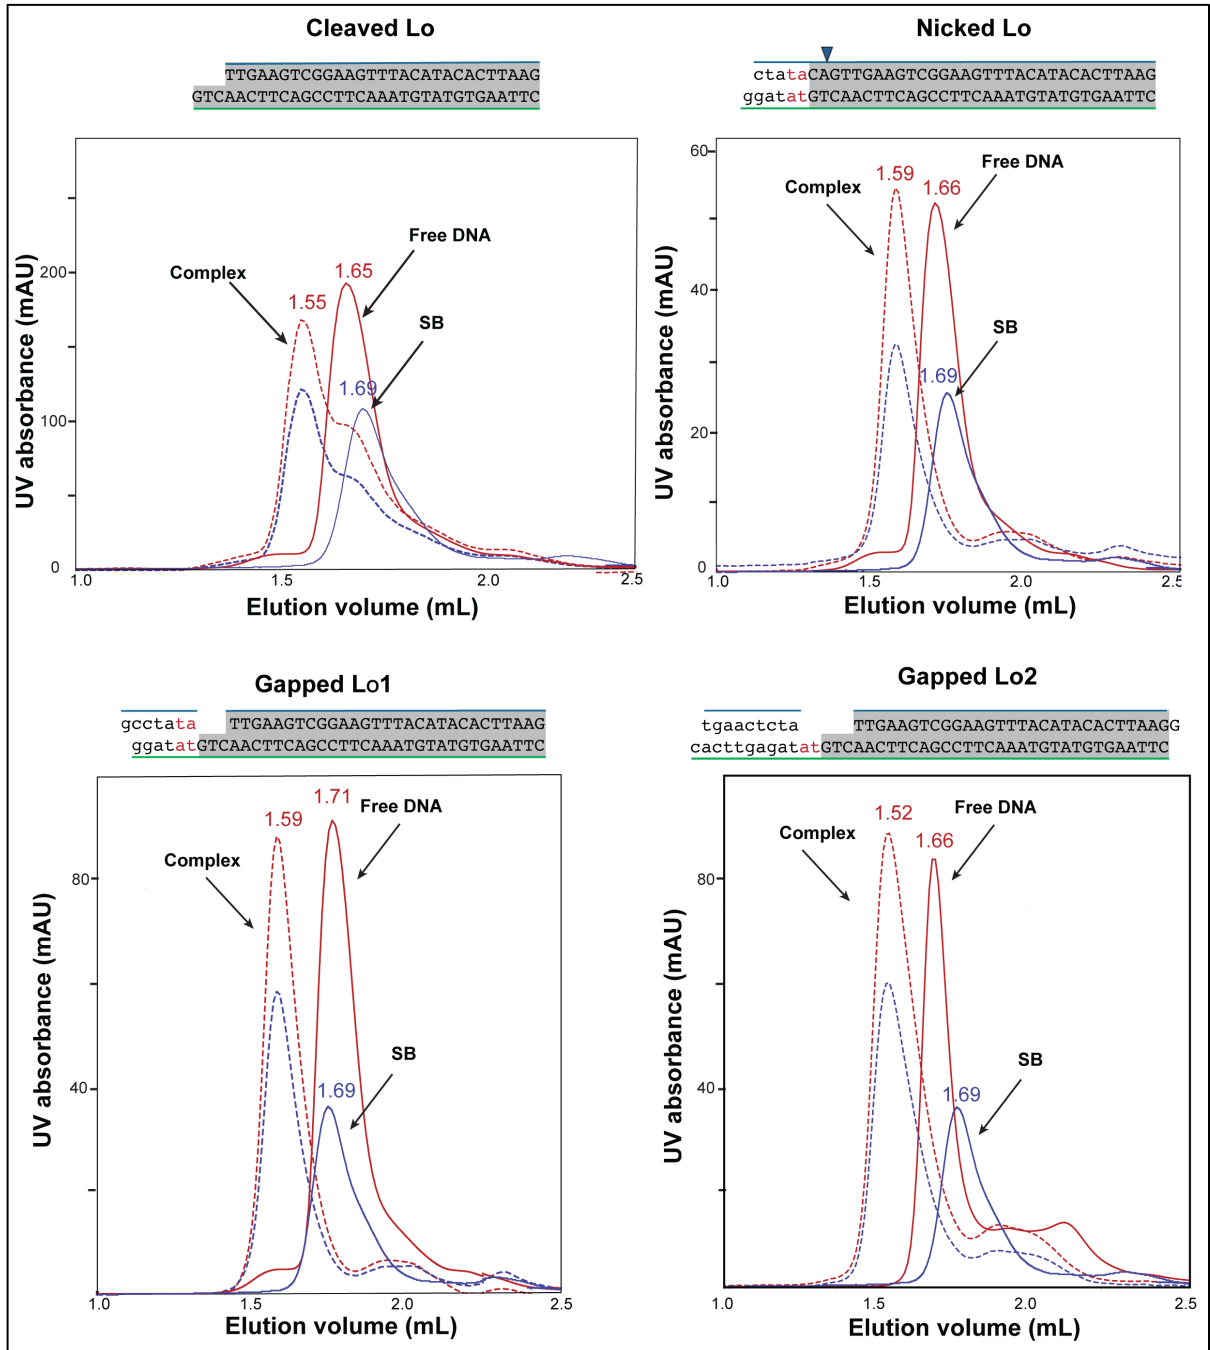 Cleaved Lo
TTGAAGTCGGAAGTTTACATACACTTAAG
GTCAACTTCAGCCTTCAAATGTATGTGAATTC
200
100
50
0
1.0
1.5
2.0
2.5
UV absorbance (mAU)
Elution volume (mL)
Complex
1.55
1.65
Free DNA
SB
1.69
Nicked Lo
ctataCAGTTGAAGTCGGAAGTTTACATACACTTAAG
ggatatGTCAACTTCAGCCTTCAAATGTATGTGAATTC
60
40
20
0
1.0
1.5
2.0
2.5
UV absorbance (mAU)
Elution volume (mL)
Complex
1.59
1.66
Free DNA
SB
1.69
Gapped Lo1
gcctata TTGAAGTCGGAAGTTTACATACACTTAAG
ggatatGTCAACTTCAGCCTTCAAATGTATGTGAATTC
80
40
1.0
1.5
2.0
2.5
UV absorbance (mAU)
Elution volume (mL)
Complex
1.59
1.71
Free DNA
SB
1.69
Gapped Lo2
tgaactcta TTGAAGTCGGAAGTTTACATACACTTAAGG
cacttgagatatGTCAACTTCAGCCTTCAAATGTATGTGAATTC
80
40
1.0
1.5
2.0
2.5
UV absorbance (mAU)
Elution volume (mL)
Complex
1.52
1.66
Free DNA
SB
1.69